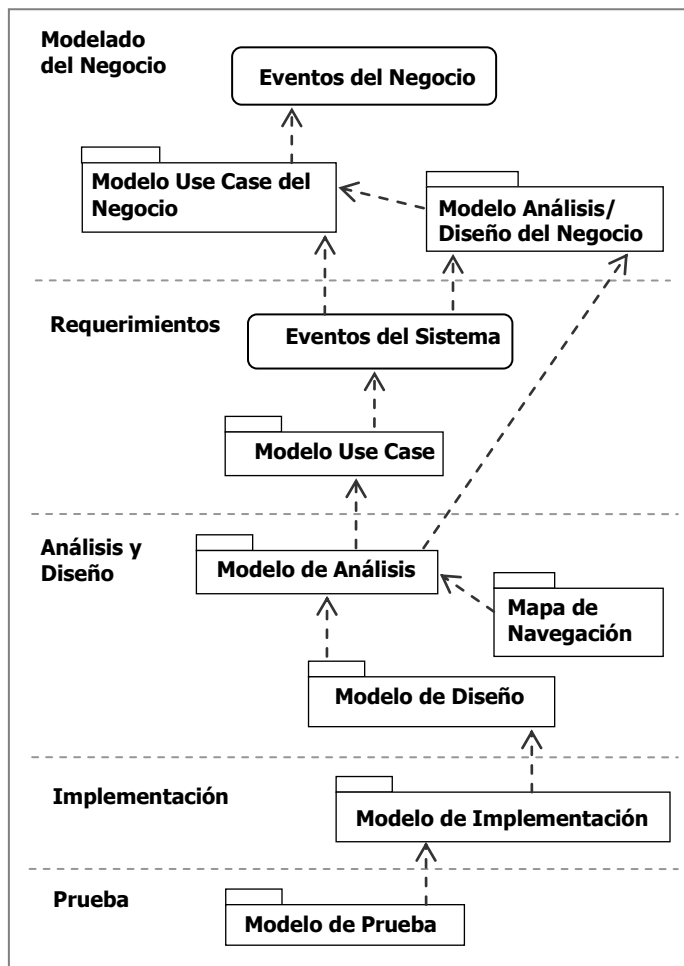 Modelado
del Negocio
Eventos del Negocio
Modelo Use Case del
Negocio
Modelo Análisis/
Diseño del Negocio
Requerimientos
Eventos del Sistema
Modelo Use Case
Análisis y
Diseño
Modelo de Análisis
Mapa de
Navegación
Modelo de Diseño
Implementación
Modelo de Implementación
Prueba
Modelo de Prueba